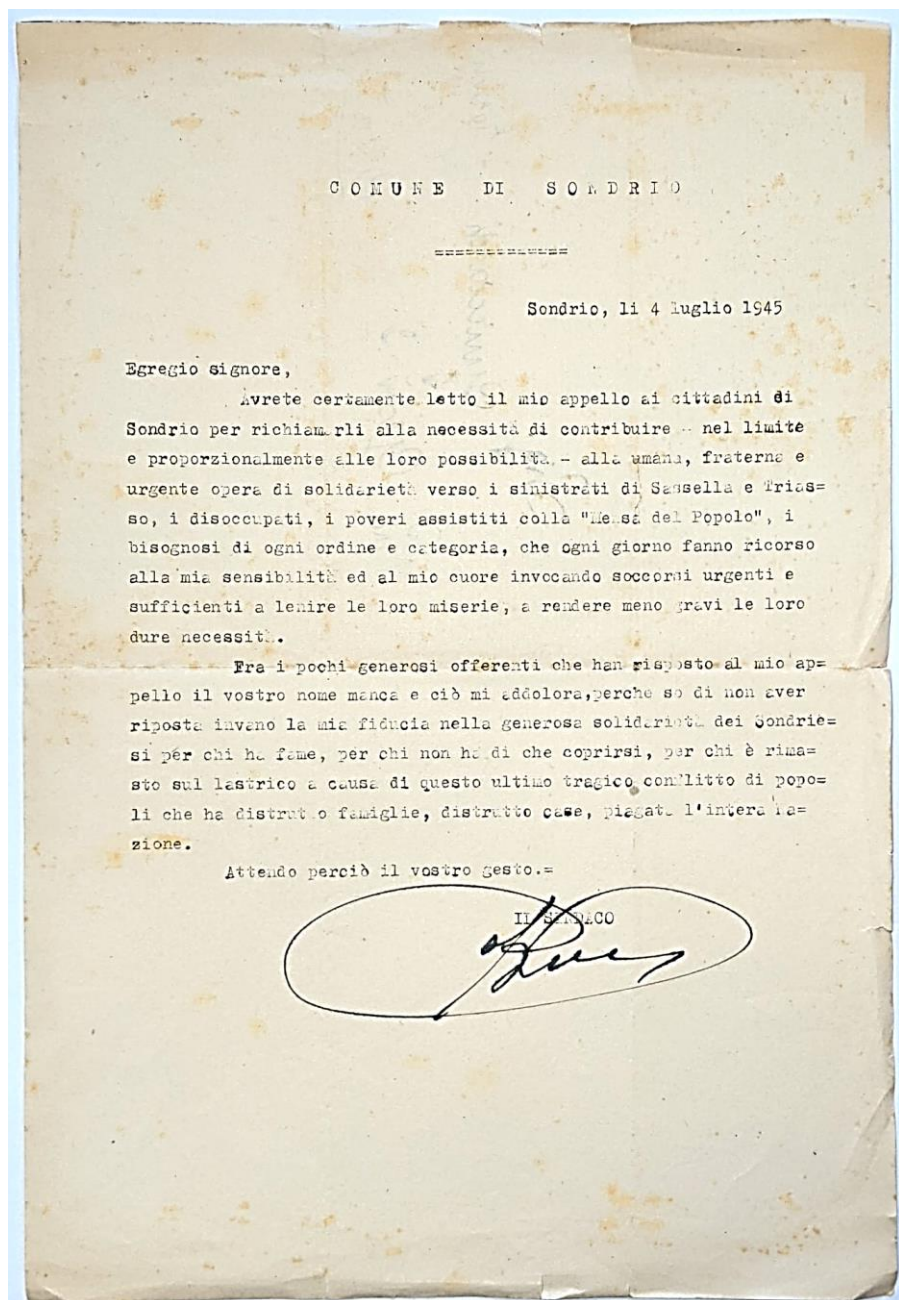 COMUNE DI SONDRIO
=============
Sondrio, li 4 luglio 1945
Egregio signore,
Avrete certamente letto il mio appello ai cittadini di
Sondrio per richiamarli alla necessità di contribuire - nel limite
e proporzionalmente alle loro possibilità - alla umana, fraterna e
urgente opera di solidarietà verso i sinistrati di Sassella e Trias=
so, i disoccupati, i poveri assistiti colla "Mensa del Popolo", i
bisognosi di ogni ordine e categoria, che ogni giorno fanno ricorso
alla mia sensibilità ed al mio cuore invocando soccorsi urgenti e
sufficienti a lenire le loro miserie, a rendere meno gravi le loro
dure necessità.
Fra i pochi generosi offerenti che han risposto al mio ap=
pello il vostro nome manca e ciò mi addolora,perche so di non aver
riposta invano la mia fiducia nella generosa solidarietà dei Sondrie=
si per chi ha fame, per chi non ha di che coprirsi, per chi è rima=
sto sul lastrico a causa di questo ultimo tragico conflitto di popo=
li che ha distrutto famiglie, distrutto case, piagata l'intera Na=
zione.
Attendo perciò il vostro gesto.=
IL SINDACO